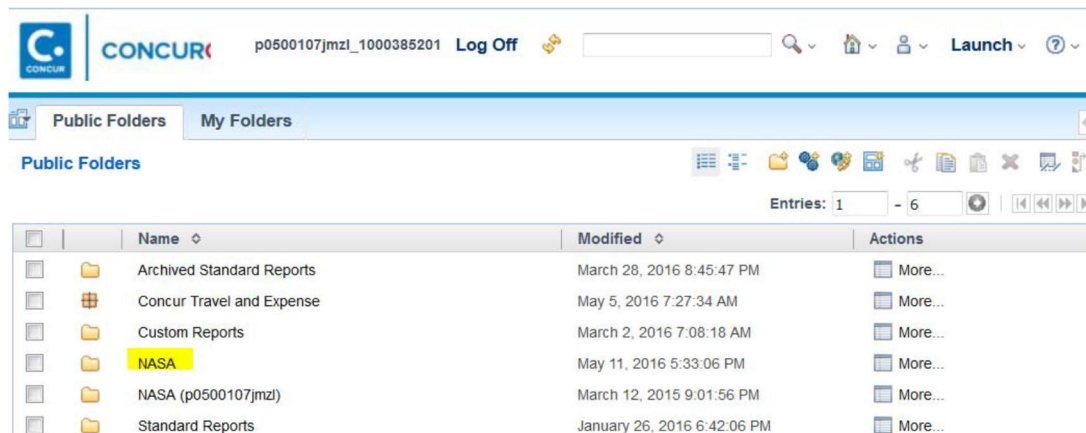 C.
CONCUR
CONCUR
p0500107jmzl_1000385201 Log Off
Launch
?
Public Folders My Folders
Public Folders
Entries: 1 - 6
Name Modified Actions
Archived Standard Reports March 28, 2016 8:45:47 PM More...
Concur Travel and Expense May 5, 2016 7:27:34 AM More...
Custom Reports March 2, 2016 7:08:18 AM More...
NASA May 11, 2016 5:33:06 PM More...
NASA (p0500107jmzl) March 12, 2015 9:01:56 PM More...
Standard Reports January 26, 2016 6:42:06 PM More...